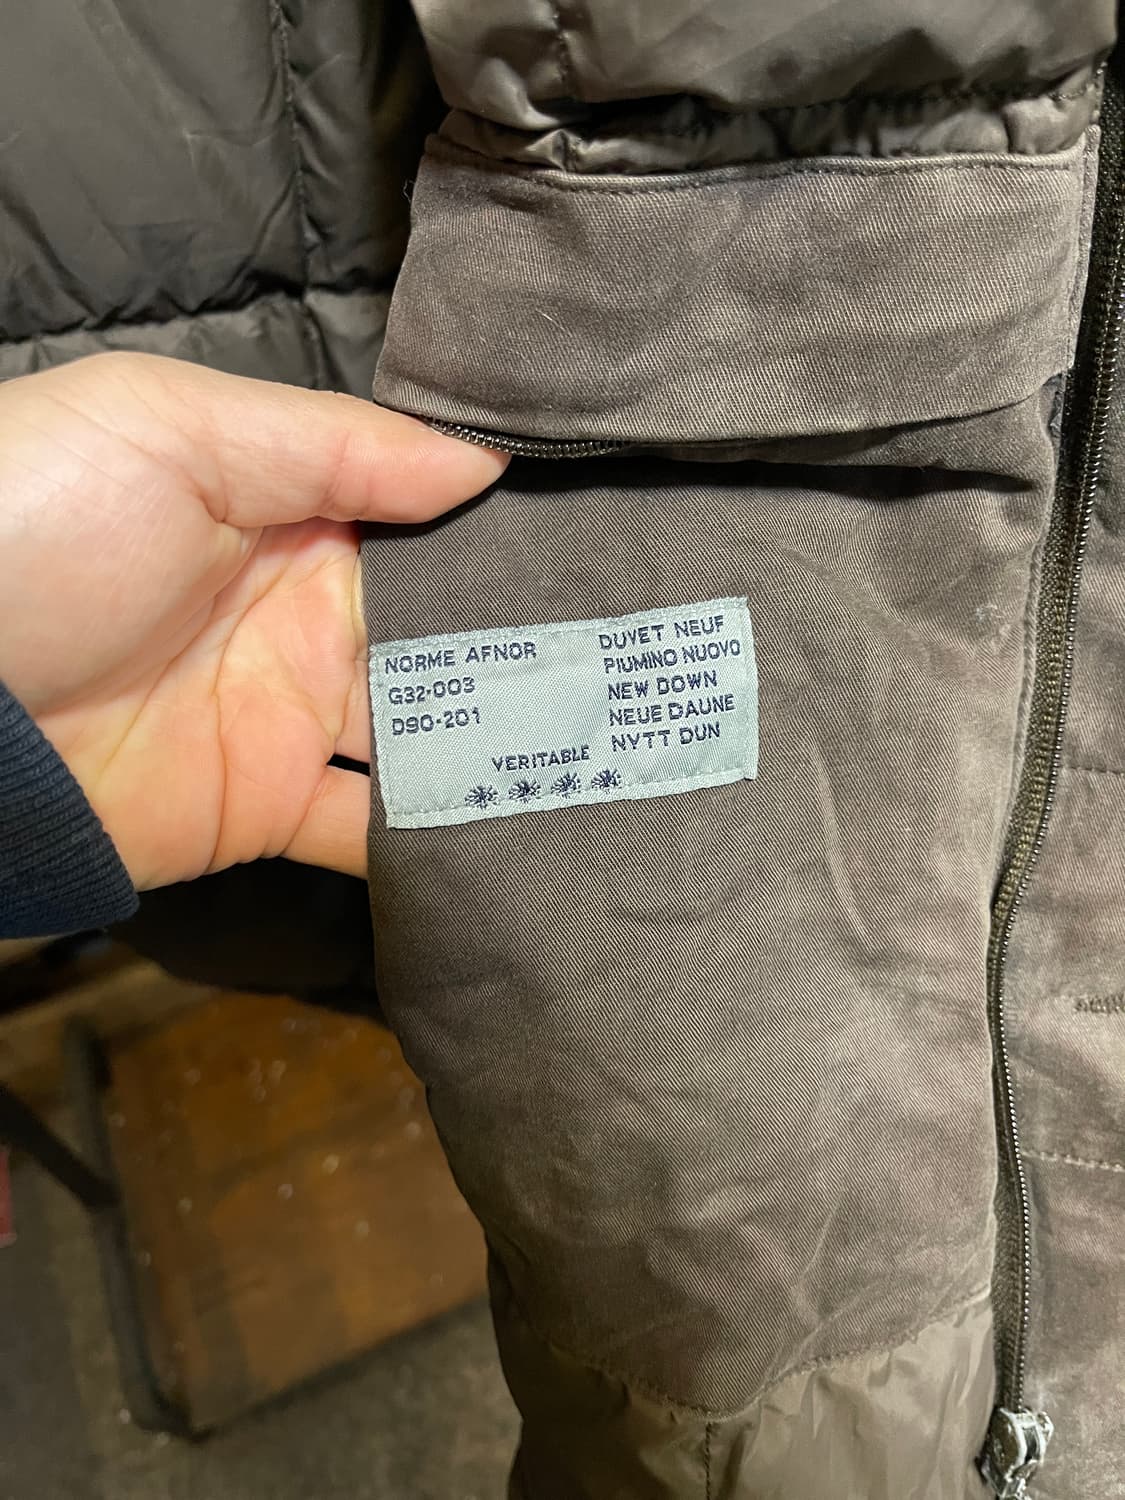 NORME AFNOR
G32-003
D90-201
DUVET NEUF
PIUMINO NUOVO
NEW DOWN
NEUE DAUNE
NYTT DUN
VERITABLE